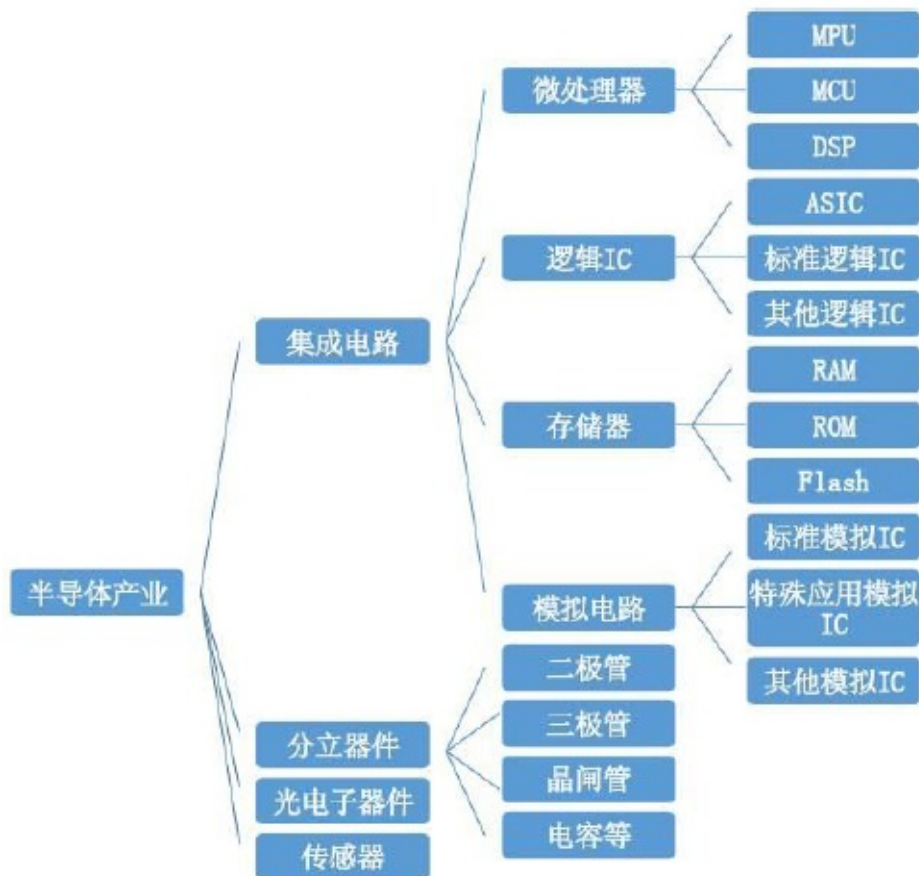 MPU
微处理器
MCU
DSP
ASIC
逻辑IC
标准逻辑IC
其他逻辑IC
集成电路
RAM
存储器
ROM
Flash
标准模拟IC
半导体产业
模拟电路
特殊应用模拟
IC
二极管
其他模拟IC
三极管
分立器件
晶闸管
光电子器件
电容等
传感器